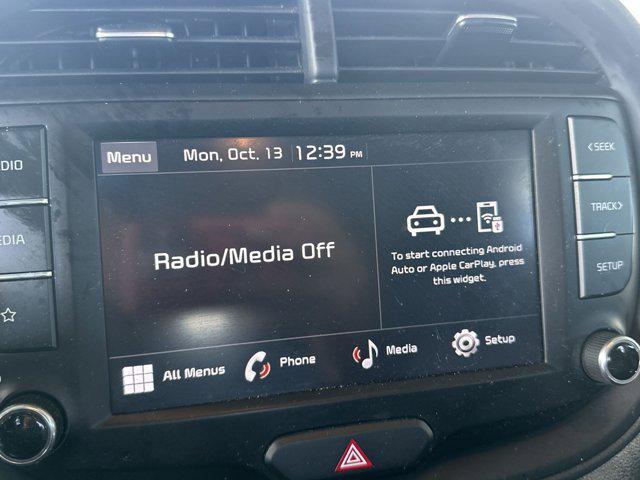 Menu Mon, Oct. 13 12:39 PM
Radio/Media Off
To start connecting Android
Auto or Apple CarPlay, press
this widget.
All Menus Phone Media Setup
EDIA
<SEEK
TRACK>
SETUP